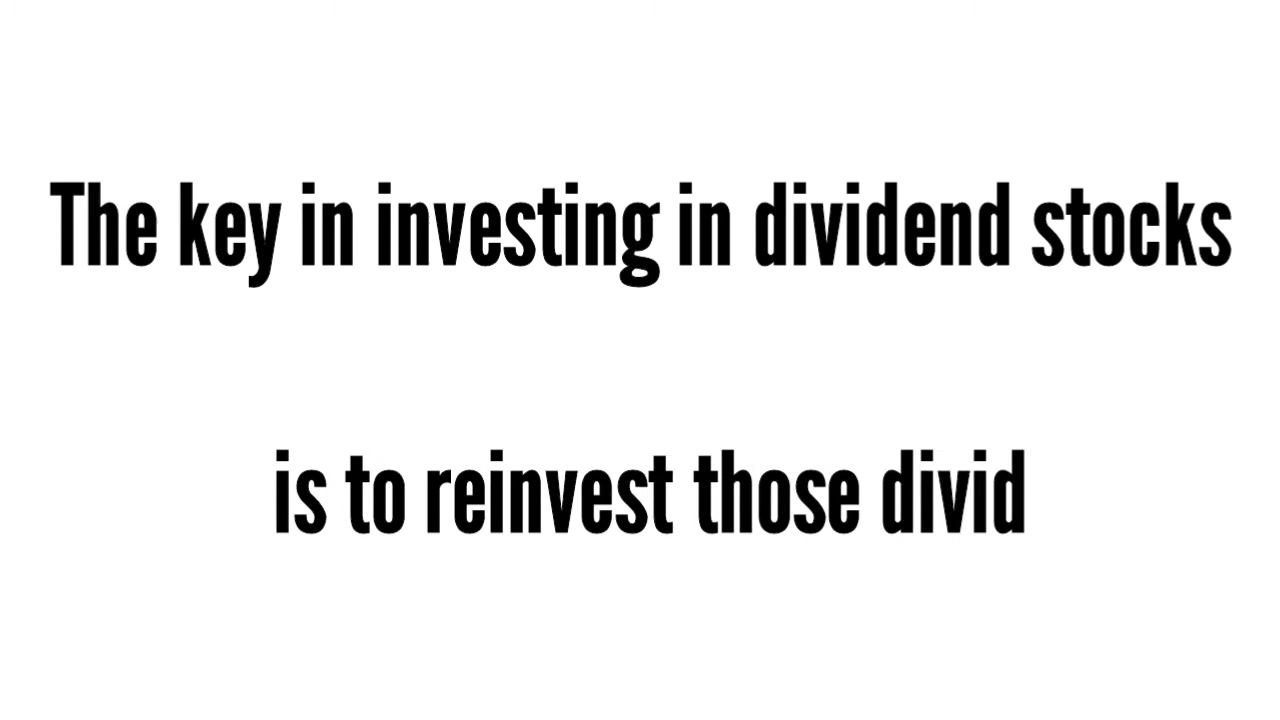 The key in investing in dividend stocks
is to reinvest those divid